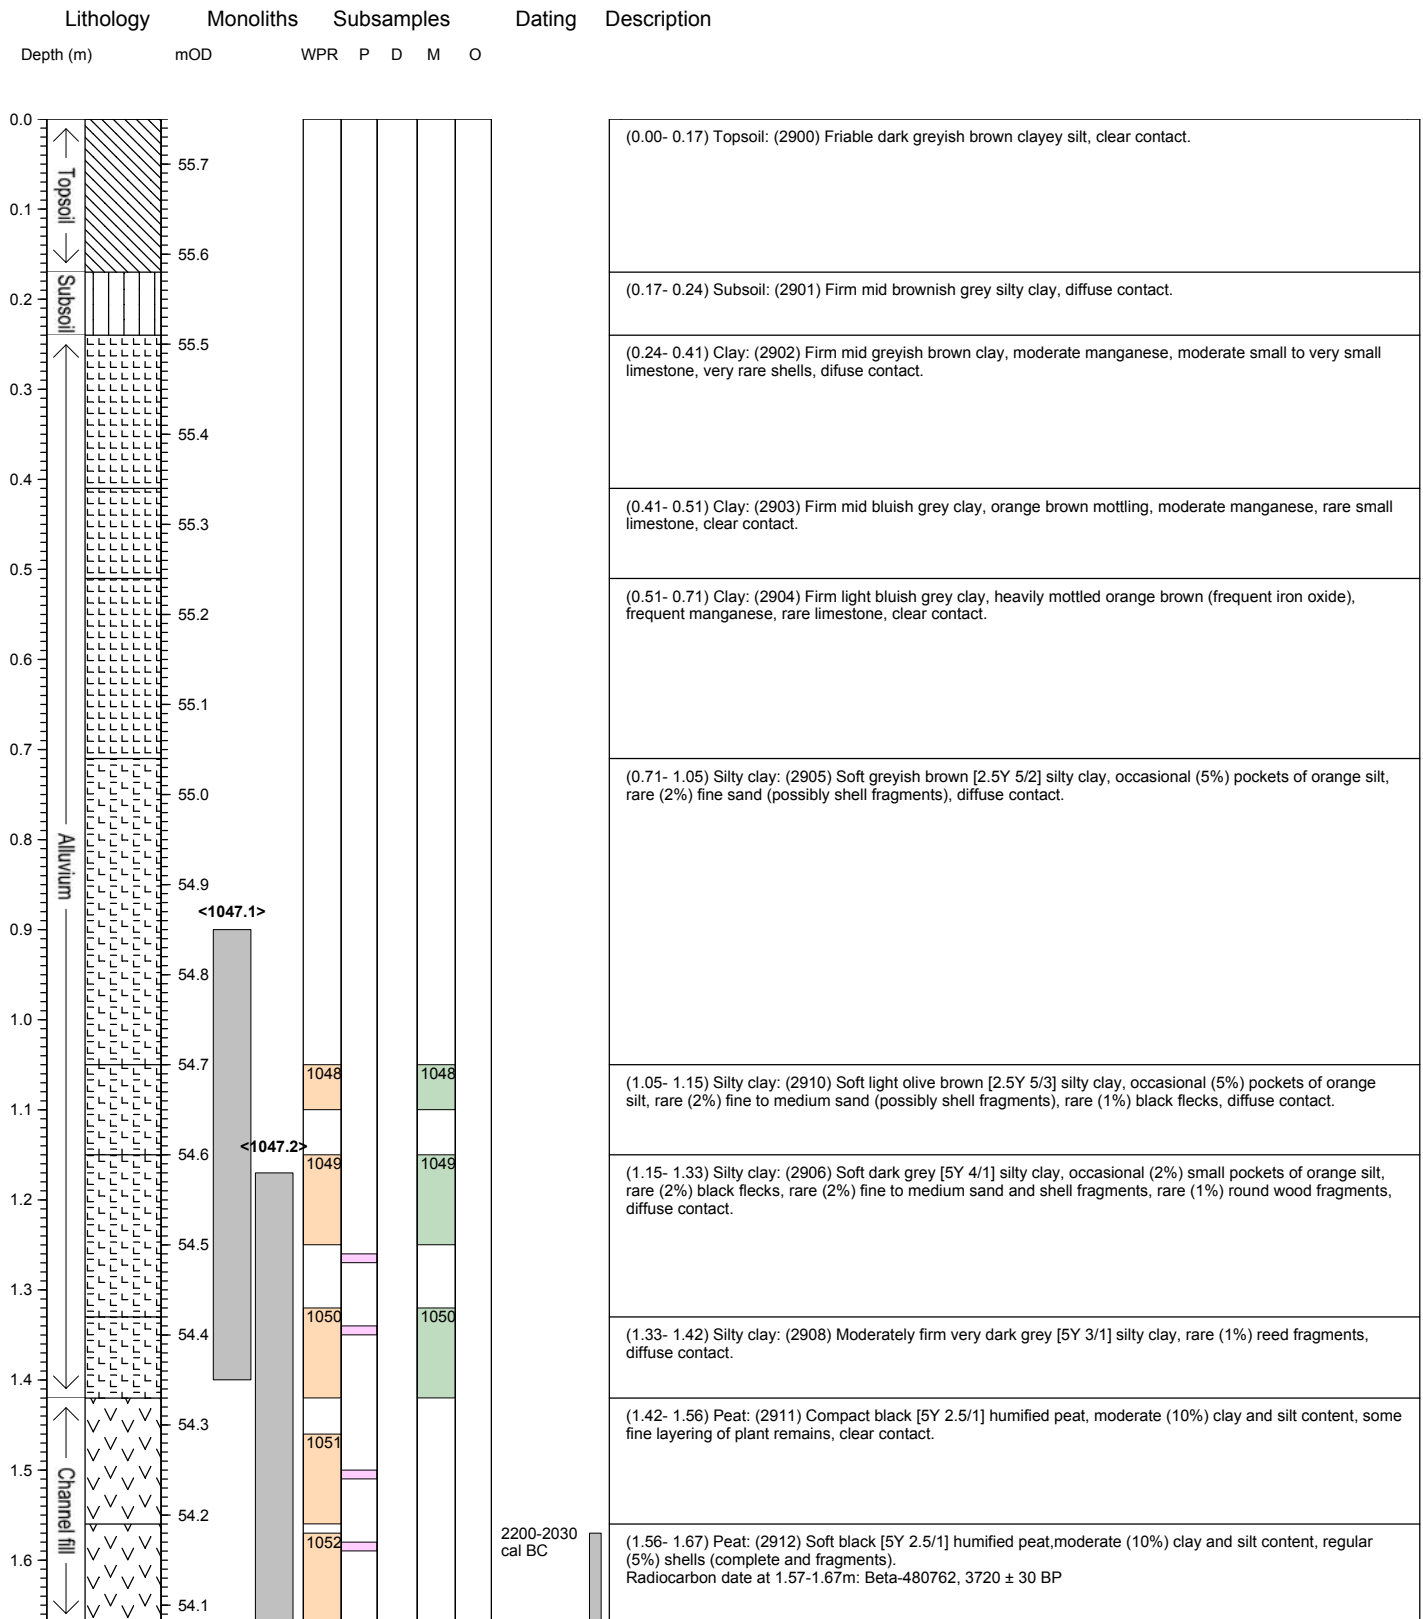 Lithology Monoliths Subsamples Dating Description
Depth (m) mOD WPR P D M O
0.0
(0.00- 0.17) Topsoil: (2900) Friable dark greyish brown clayey silt, clear contact.
55.7
Topsoil
0.1
55.6
Subsoil
(0.17- 0.24) Subsoil: (2901) Firm mid brownish grey silty clay, diffuse contact.
0.2
55.5
(0.24- 0.41) Clay: (2902) Firm mid greyish brown clay, moderate manganese, moderate small to very small
limestone, very rare shells, difuse contact.
0.3
55.4
0.4
(0.41- 0.51) Clay: (2903) Firm mid bluish grey clay, orange brown mottling, moderate manganese, rare small
limestone, clear contact.
55.3
0.5
(0.51- 0.71) Clay: (2904) Firm light bluish grey clay, heavily mottled orange brown (frequent iron oxide),
frequent manganese, rare limestone, clear contact.
55.2
0.6
55.1
0.7
(0.71- 1.05) Silty clay: (2905) Soft greyish brown [2.5Y 5/2] silty clay, occasional (5%) pockets of orange silt,
rare (2%) fine sand (possibly shell fragments), diffuse contact.
55.0
0.8
Alluvium
54.9
<1047.1>
0.9
54.8
1.0
54.7
1048 1048
(1.05- 1.15) Silty clay: (2910) Soft light olive brown [2.5Y 5/3] silty clay, occasional (5%) pockets of orange
silt, rare (2%) fine to medium sand (possibly shell fragments), rare (1%) black flecks, diffuse contact.
1.1
<1047.2>
54.6
1049 1049
(1.15- 1.33) Silty clay: (2906) Soft dark grey [5Y 4/1] silty clay, occasional (2%) small pockets of orange silt,
rare (2%) black flecks, rare (2%) fine to medium sand and shell fragments, rare (1%) round wood fragments,
diffuse contact.
1.2
54.5
1.3
1050 1050
54.4
(1.33- 1.42) Silty clay: (2908) Moderately firm very dark grey [5Y 3/1] silty clay, rare (1%) reed fragments,
diffuse contact.
1.4
(1.42- 1.56) Peat: (2911) Compact black [5Y 2.5/1] humified peat, moderate (10%) clay and silt content, some
fine layering of plant remains, clear contact.
54.3
1051
1.5
Channel fill
54.2
1052
2200-2030
cal BC
(1.56- 1.67) Peat: (2912) Soft black [5Y 2.5/1] humified peat,moderate (10%) clay and silt content, regular
(5%) shells (complete and fragments).
Radiocarbon date at 1.57-1.67m: Beta-480762, 3720 ± 30 BP
1.6
54.1